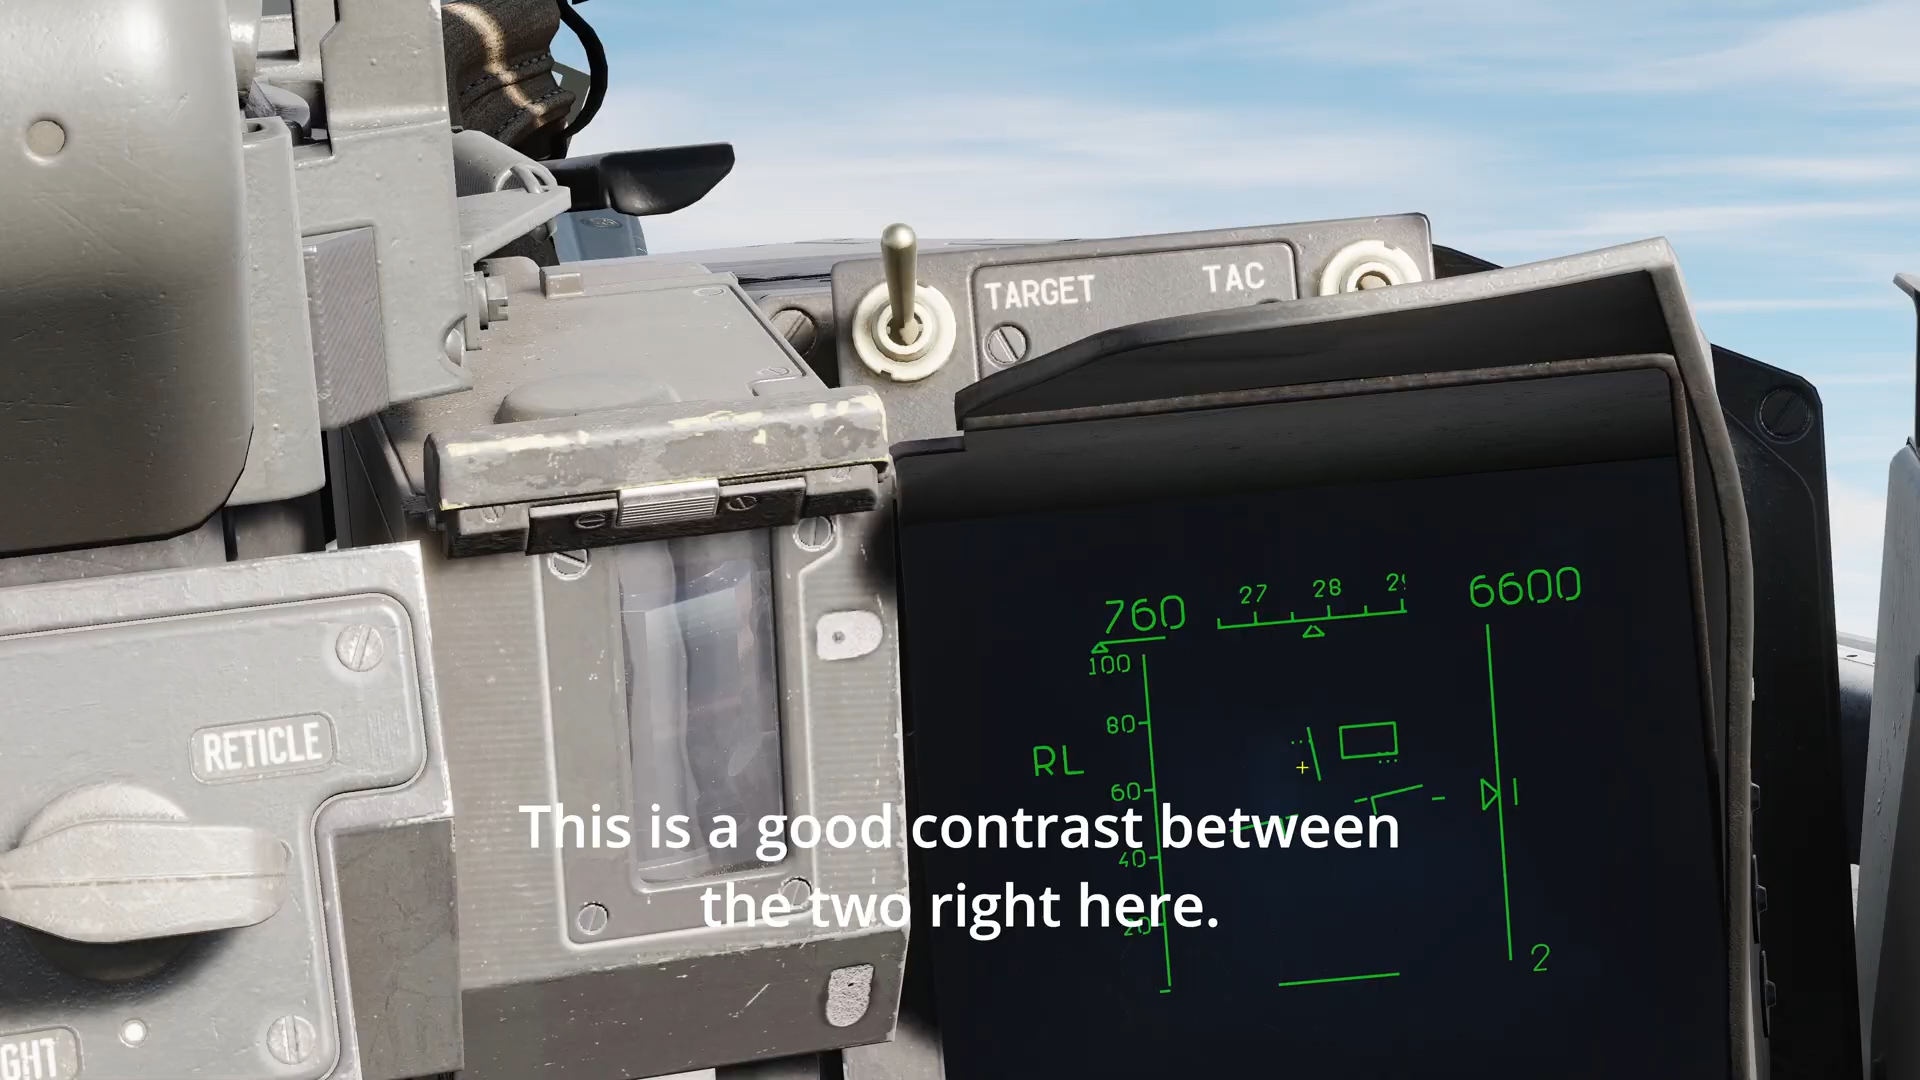 TARGET TAC
760
27 28
6600
100
80
RL
60
RETICLE
This is a good contrast between
40
the two right here.
20
2
GHT